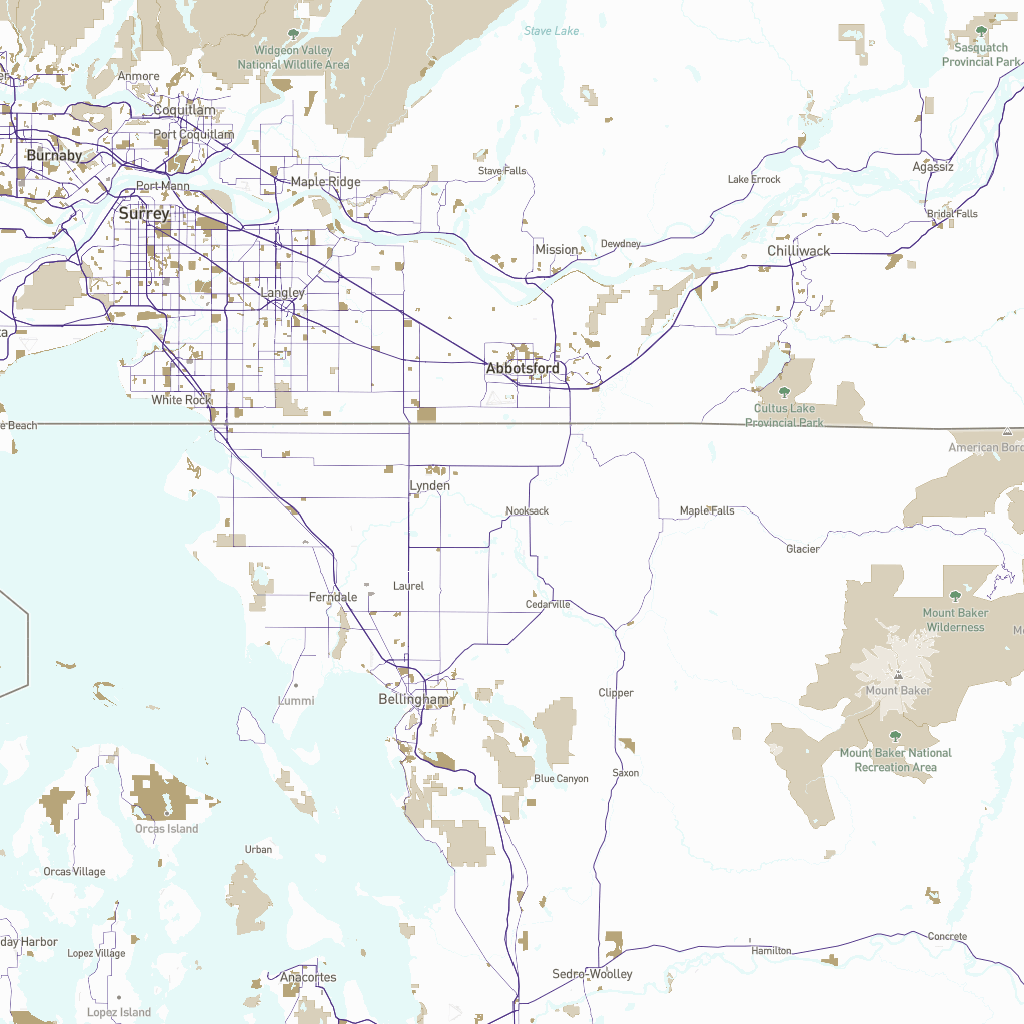 Stave Lake
Widgeon Valley
National Wildlife Area
Sasquatch
Provincial Park
Anmore
Coquitlam
Port Coquitlam
Burnaby
Port Mann
Maple Ridge
Stave Falls
Lake Errock
Agassiz
Surrey
Bridal Falls
Mission
Dewdney
Chilliwack
Langley
Abbotsford
White Rock
Cultus Lake
Provincial Park
e Beach
American Bord
Lynden
Nooksack
Maple Falls
Glacier
Laurel
Ferndale
Cedarville
Mount Baker
Wilderness
Mount Baker
Lummi
Bellingham
Clipper
Mount Baker National
Recreation Area
Saxon
Blue Canyon
Orcas Island
Urban
Orcas Village
day Harbor
Lopez Village
Hamilton
Concrete
Anacortes
Sedro-Woolley
Lopez Island